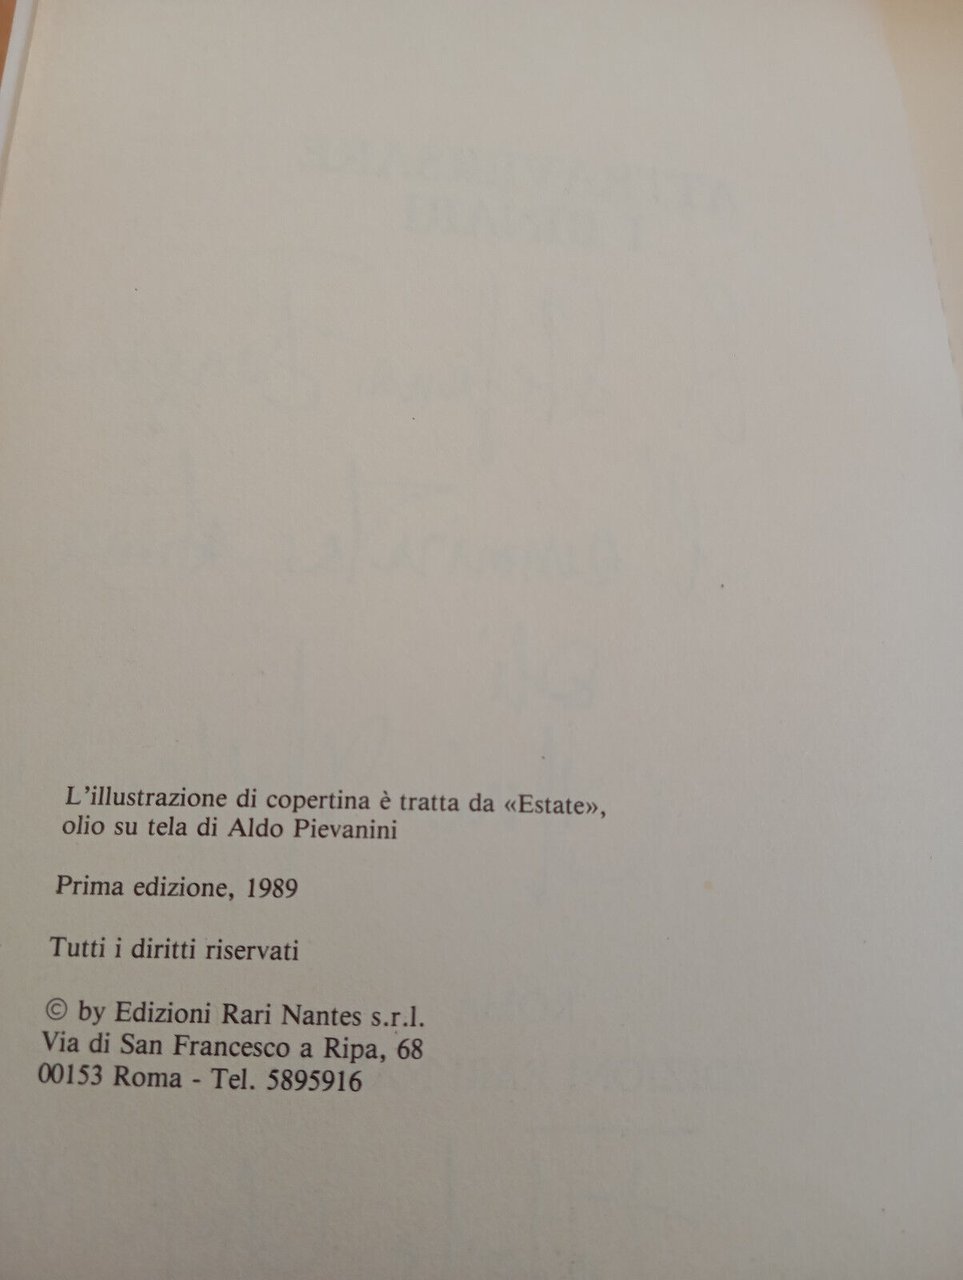 L'illustrazione di copertina è tratta da «Estate»,
olio su tela di Aldo Pievanini
Prima edizione, 1989
Tutti i diritti riservati
© by Edizioni Rari Nantes s.r.l.
Via di San Francesco a Ripa, 68
00153 Roma - Tel. 5895916